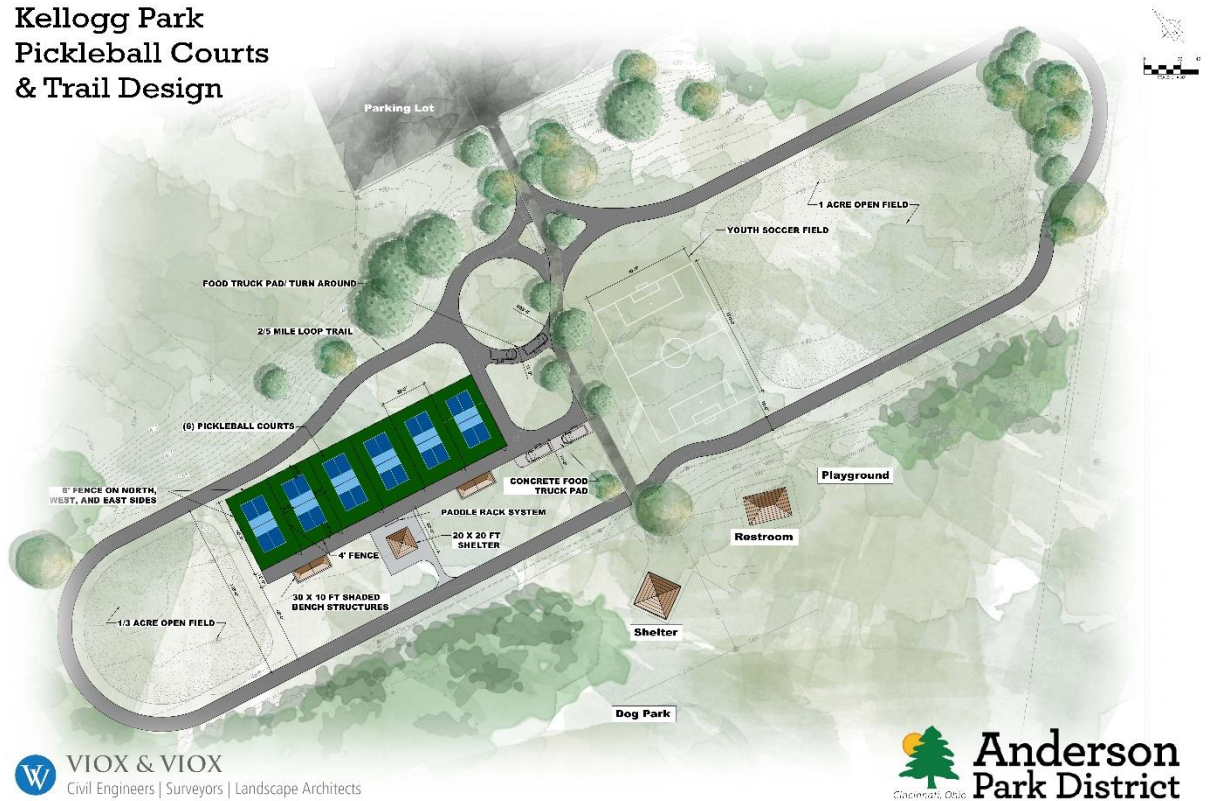 Kellogg Park
Pickleball Courts
& Trail Design
Parking Lot
1 ACRE OPEN FIELD
YOUTH SOCCER FIELD
FOOD TRUCK PAD/ TURN AROUND
2/5 MILE LOOP TRAIL
(6) PICKLEBALL COURTS
8' FENCE ON NORTH,
WEST, AND EAST SIDES
CONCRETE FOOD
TRUCK PAD
Playground
PADDLE RACK SYSTEM
Restroom
20 X 20 FT
SHELTER
4' FENCE
30 X 10 FT SHADED
BENCH STRUCTURES
1/3 ACRE OPEN FIELD
Shelter
Dog Park
VIOX & VIOX
Civil Engineers | Surveyors | Landscape Architects
Anderson
Park District
Cincinnati, Ohio